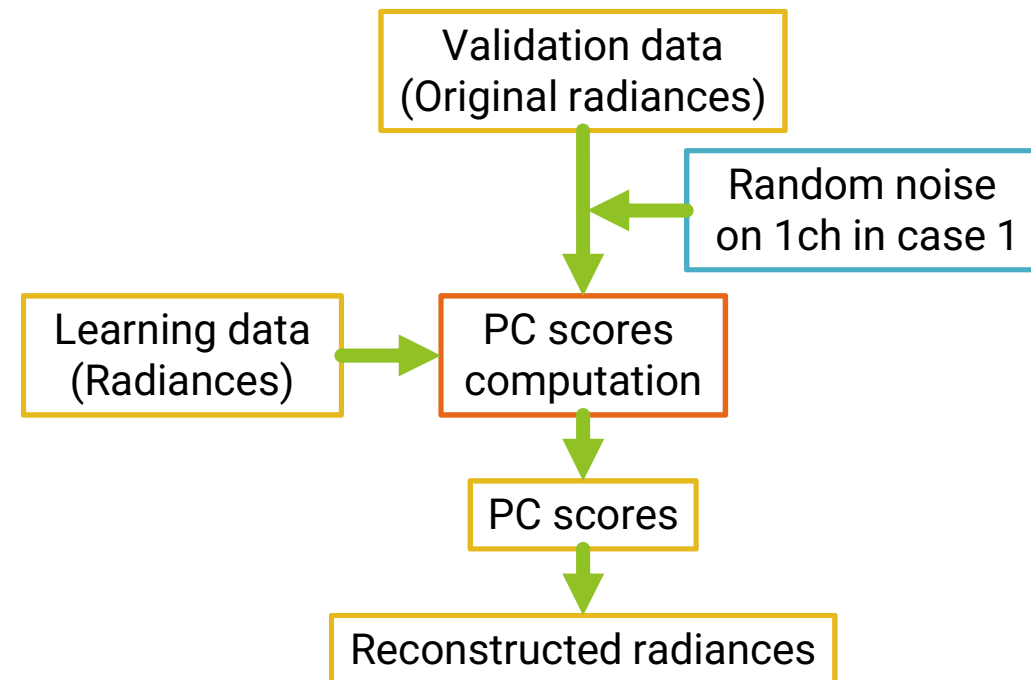 Validation data
(Original radiances)
Random noise
on 1ch in case 1
Learning data
(Radiances)
PC scores
computation
PC scores
Reconstructed radiances